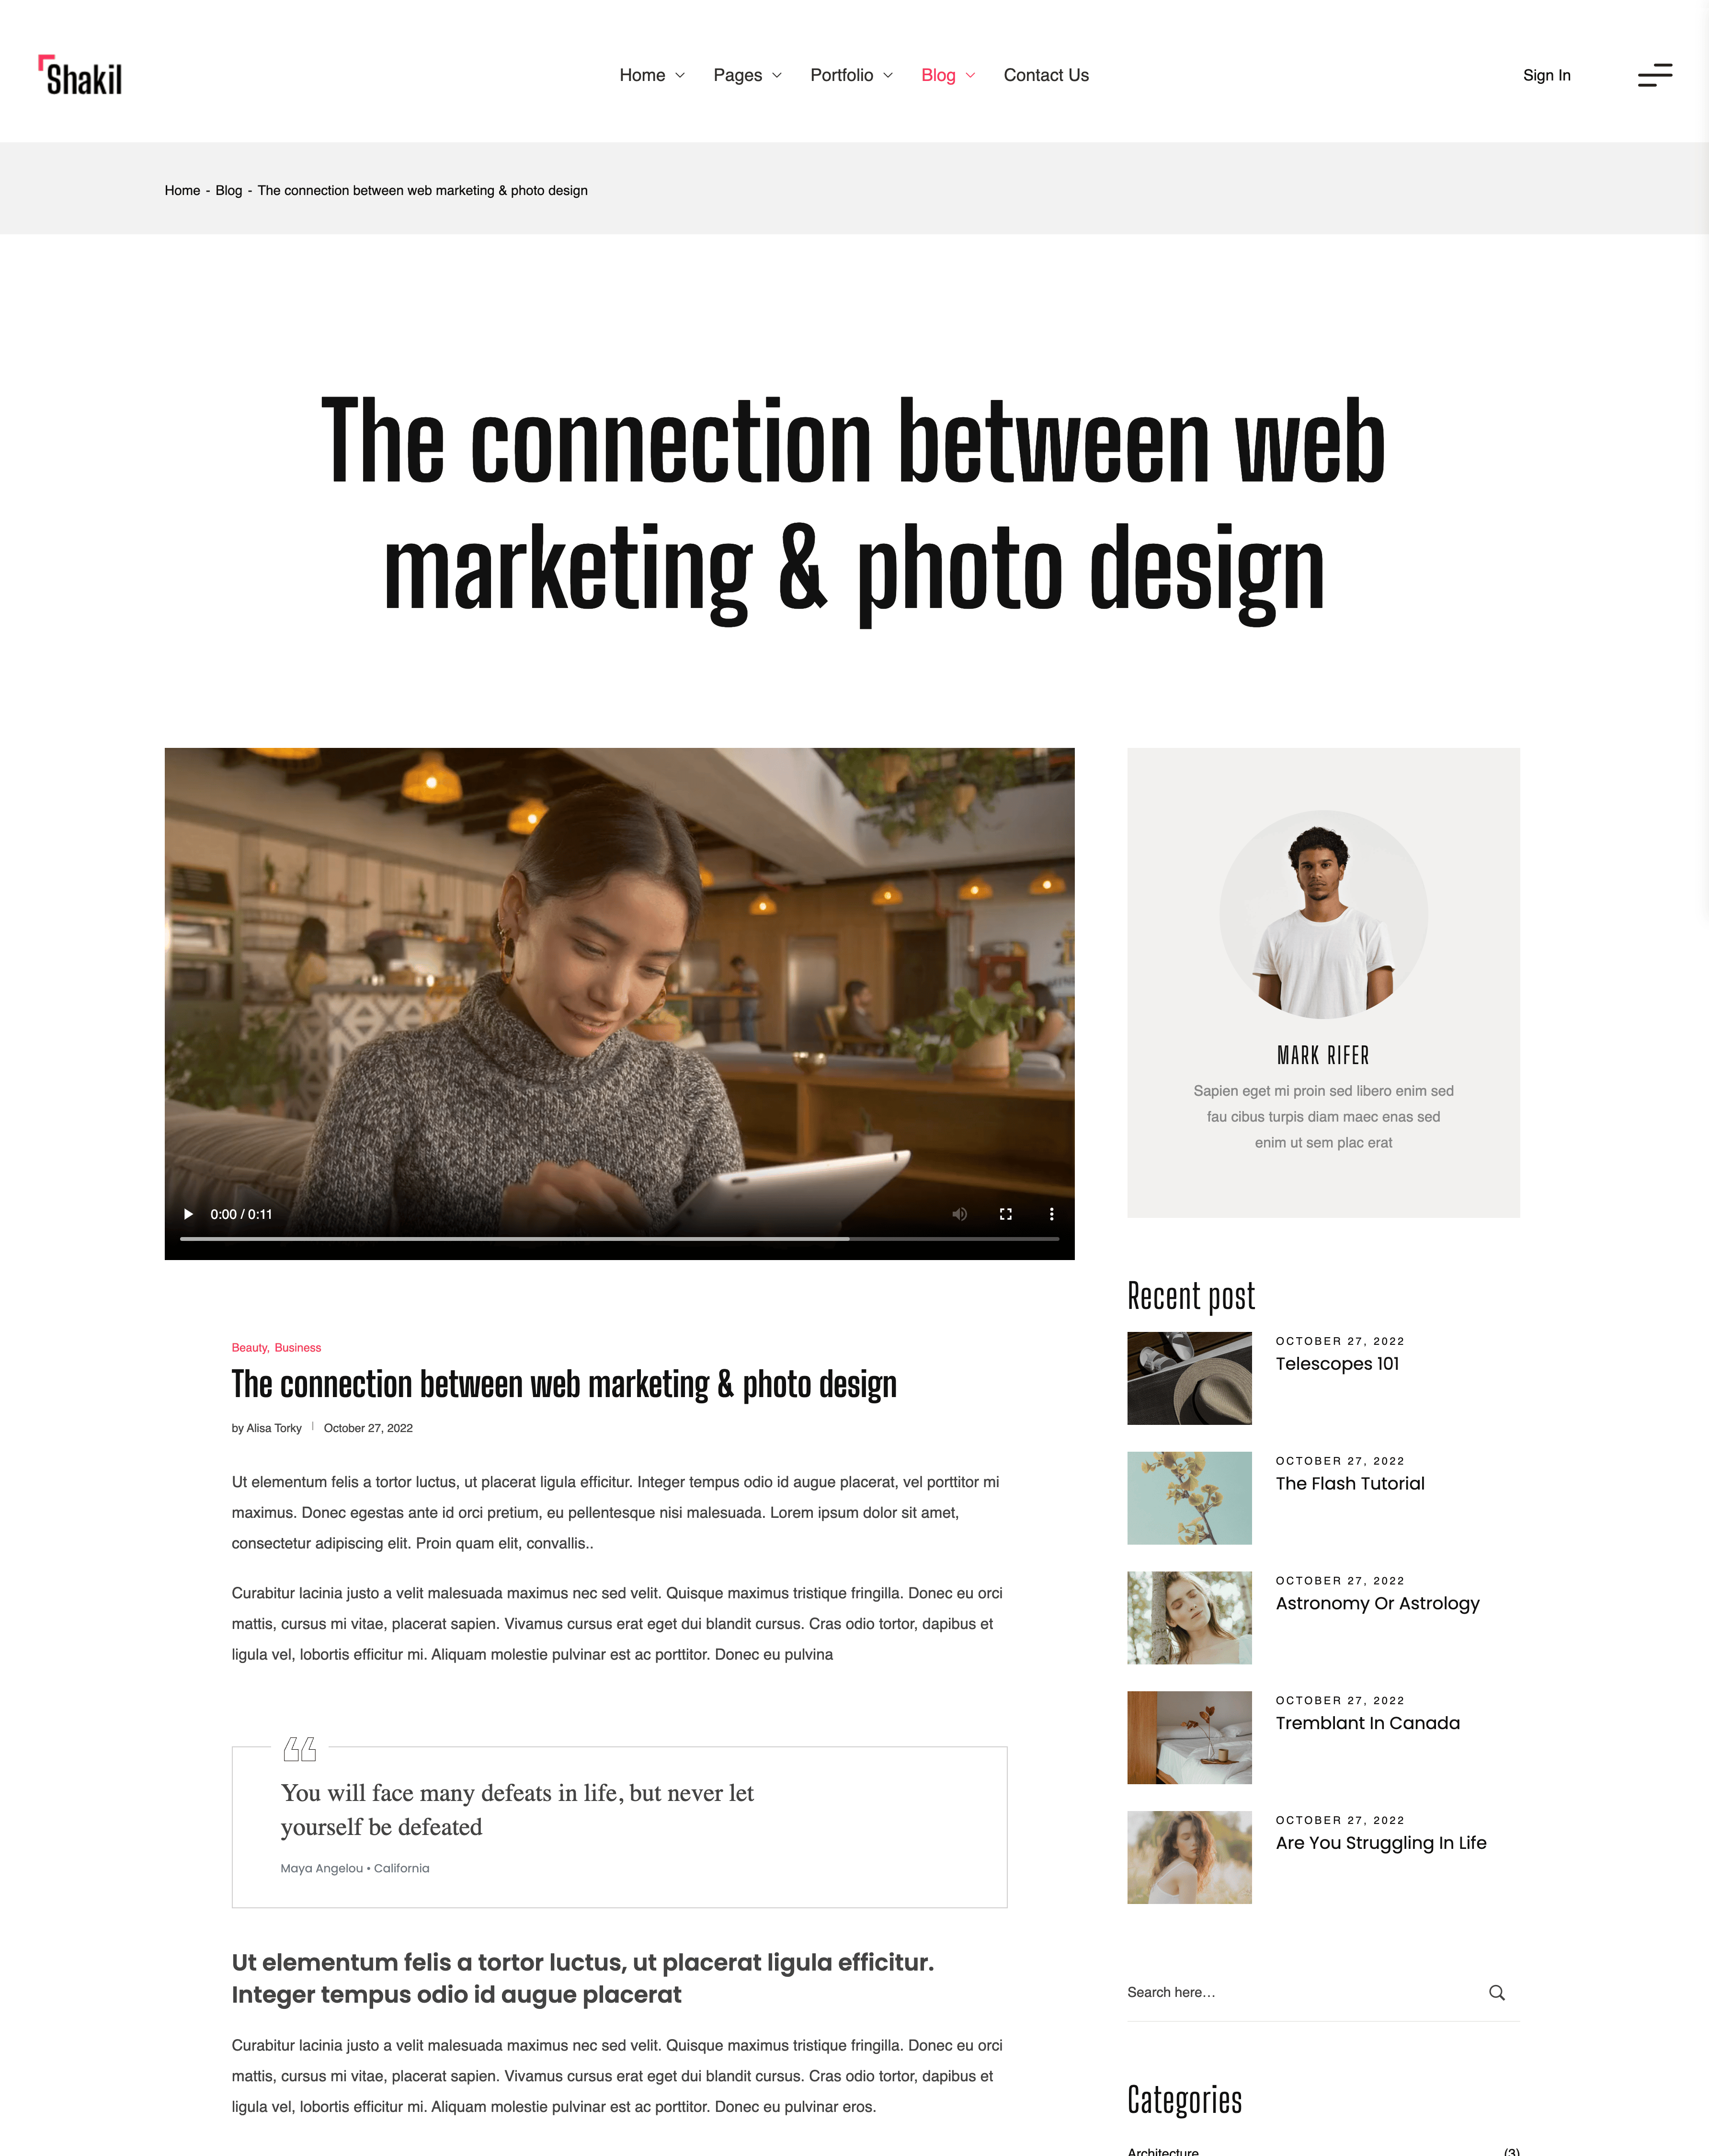 Shakil
Home
Pages
Portfolio
Blog
Contact Us
Sign In
Home - Blog - The connection between web marketing & photo design
The connection between web
marketing & photo design
0:00 / 0:11
Beauty, Business
The connection between web marketing & photo design
by Alisa Torky
October 27, 2022
Ut elementum felis a tortor luctus, ut placerat ligula efficitur. Integer tempus odio id augue placerat, vel porttitor mi
maximus. Donec egestas ante id orci pretium, eu pellentesque nisi malesuada. Lorem ipsum dolor sit amet,
consectetur adipiscing elit. Proin quam elit, convallis..
Curabitur lacinia justo a velit malesuada maximus nec sed velit. Quisque maximus tristique fringilla. Donec eu orci
mattis, cursus mi vitae, placerat sapien. Vivamus cursus erat eget dui blandit cursus. Cras odio tortor, dapibus et
ligula vel, lobortis efficitur mi. Aliquam molestie pulvinar est ac porttitor. Donec eu pulvina
You will face many defeats in life, but never let
yourself be defeated
Maya Angelou • California
Ut elementum felis a tortor luctus, ut placerat ligula efficitur.
Integer tempus odio id augue placerat
Curabitur lacinia justo a velit malesuada maximus nec sed velit. Quisque maximus tristique fringilla. Donec eu orci
mattis, cursus mi vitae, placerat sapien. Vivamus cursus erat eget dui blandit cursus. Cras odio tortor, dapibus et
ligula vel, lobortis efficitur mi. Aliquam molestie pulvinar est ac porttitor. Donec eu pulvinar eros.
MARK RIFER
Sapien eget mi proin sed libero enim sed
fau cibus turpis diam maec enas sed
enim ut sem plac erat
Recent post
OCTOBER 27, 2022
Telescopes 101
OCTOBER 27, 2022
The Flash Tutorial
OCTOBER 27, 2022
Astronomy Or Astrology
OCTOBER 27, 2022
Tremblant In Canada
OCTOBER 27, 2022
Are You Struggling In Life
Search here...
Categories
Architecture (3)